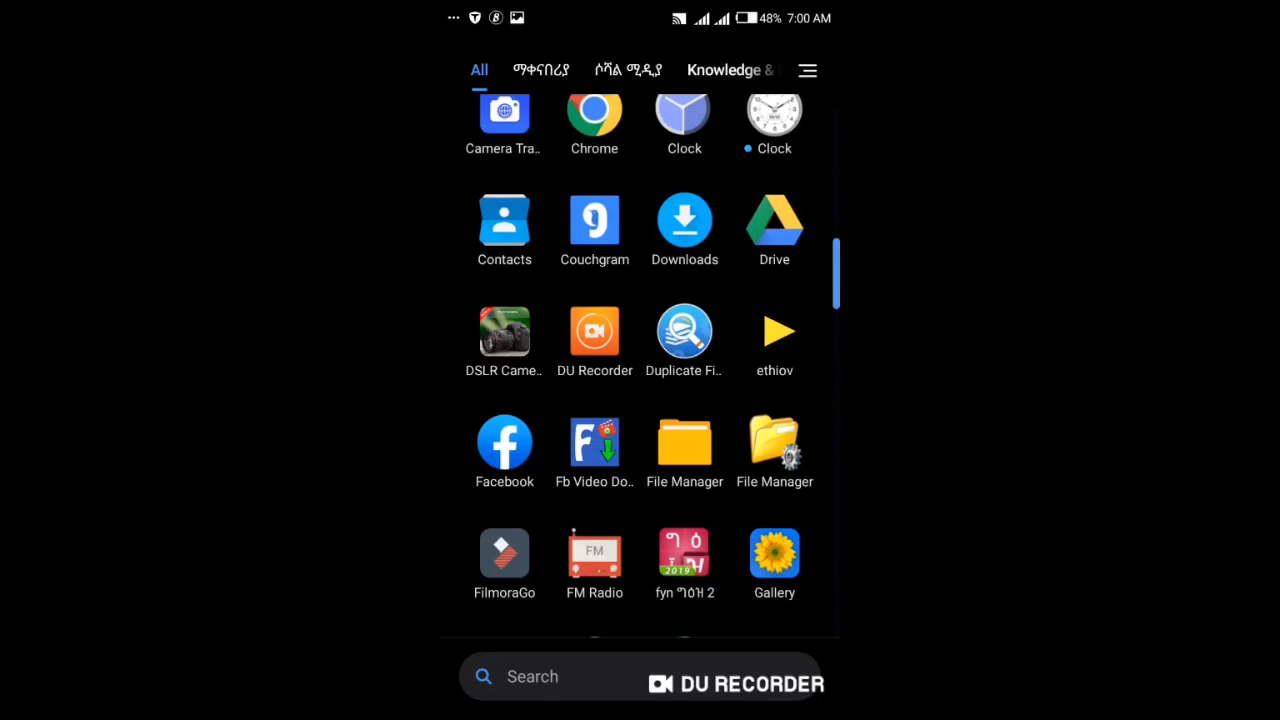 48% 7:00 AM
All ማቀናበሪያ ሶሻል ሚዲያ Knowledge &
Camera Tra.. Chrome Clock Clock
Contacts Couchgram Downloads Drive
DSLR Came.. DU Recorder Duplicate Fi.. ethiov
Facebook Fb Video Do.. File Manager File Manager
FM
ግ ዕ
ዝ
2019
FilmoraGo FM Radio fyn ግዕዝ 2 Gallery
Search
DU RECORDER